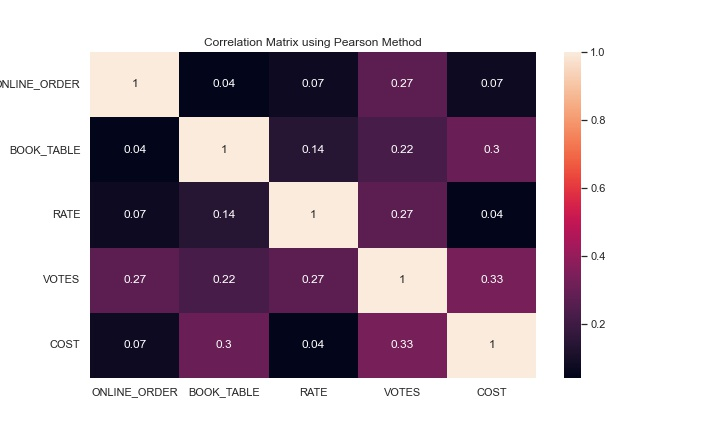 Correlation Matrix using Pearson Method
NLINE_ORDER 1 0.04 0.07 0.27 0.07
BOOK_TABLE 0.04 1 0.14 0.22 0.3
RATE 0.07 0.14 1 0.27 0.04
VOTES 0.27 0.22 0.27 1 0.33
COST 0.07 0.3 0.04 0.33 1
ONLINE_ORDER BOOK_TABLE RATE VOTES COST
1.0
0.8
0.6
0.4
0.2